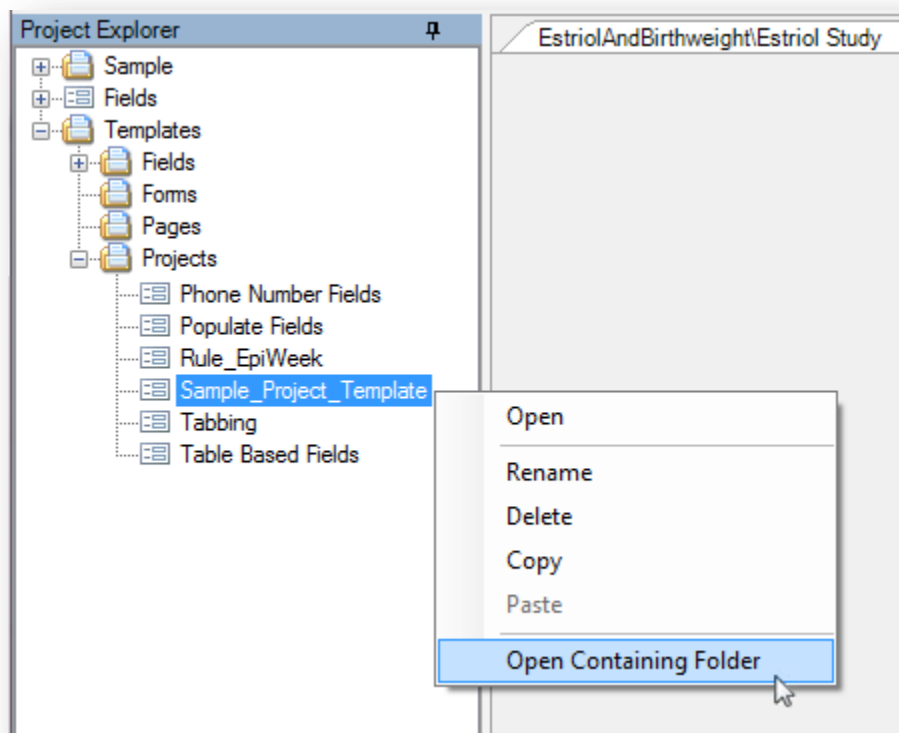 Project Explorer
EstriolAndBirthweight\Estriol Study
Sample
Fields
Templates
Fields
Forms
Pages
Projects
Phone Number Fields
Populate Fields
Rule_EpiWeek
Sample_Project_Template
Tabbing
Table Based Fields
Open
Rename
Delete
Copy
Paste
Open Containing Folder